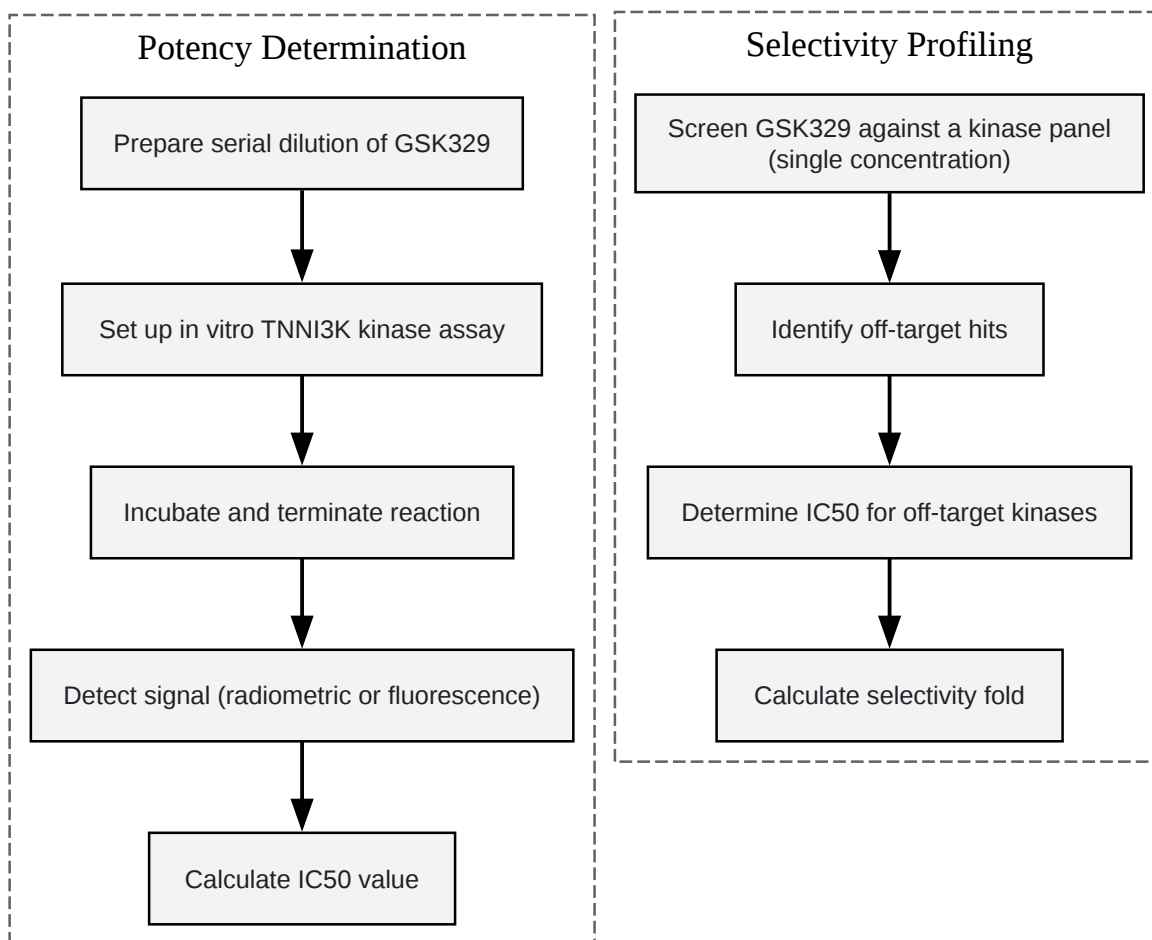 Potency Determination
Prepare serial dilution of GSK329
Set up in vitro TNNI3K kinase assay
Incubate and terminate reaction
Detect signal (radiometric or fluorescence)
Calculate IC50 value
Selectivity Profiling
Screen GSK329 against a kinase panel
(single concentration)
Identify off-target hits
Determine IC50 for off-target kinases
Calculate selectivity fold